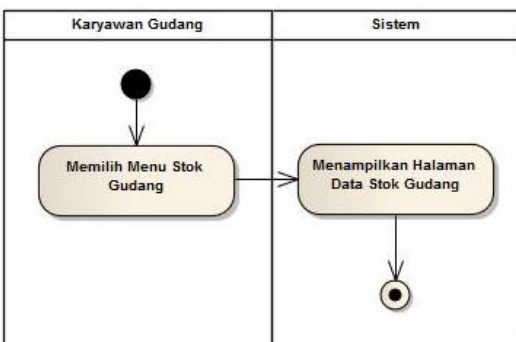 Karyawan Gudang
Sistem
Memilih Menu Stok
Gudang
Menampilkan Halaman
Data Stok Gudang